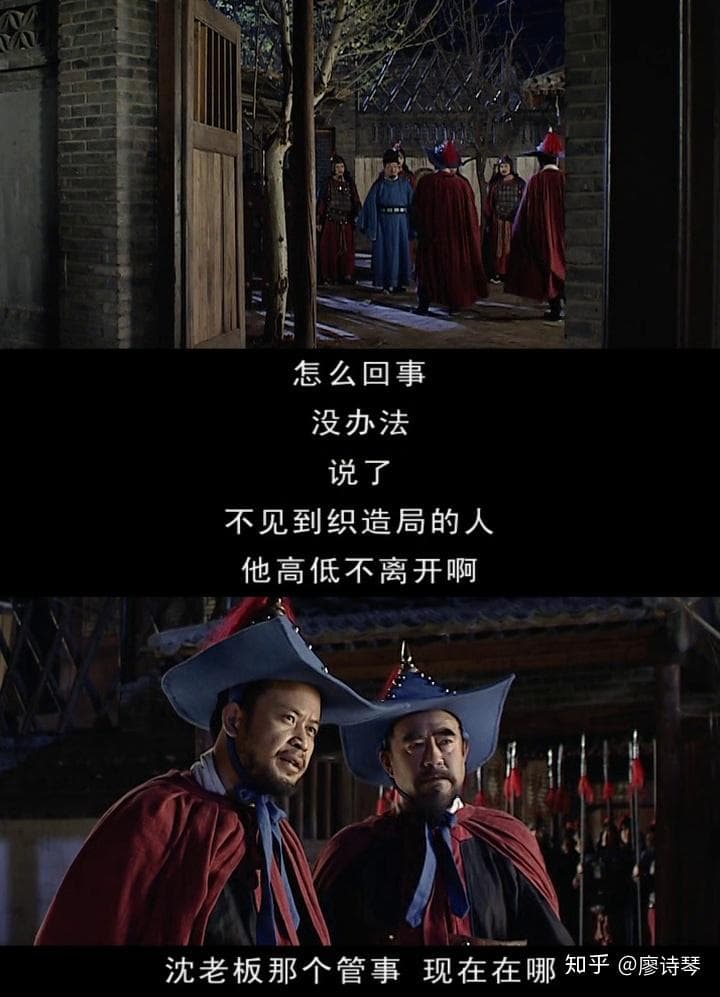 怎么回事
没办法
说了
不见到织造局的人
他高低不离开啊
沈老板那个管事 现在在哪
知乎 @廖诗琴